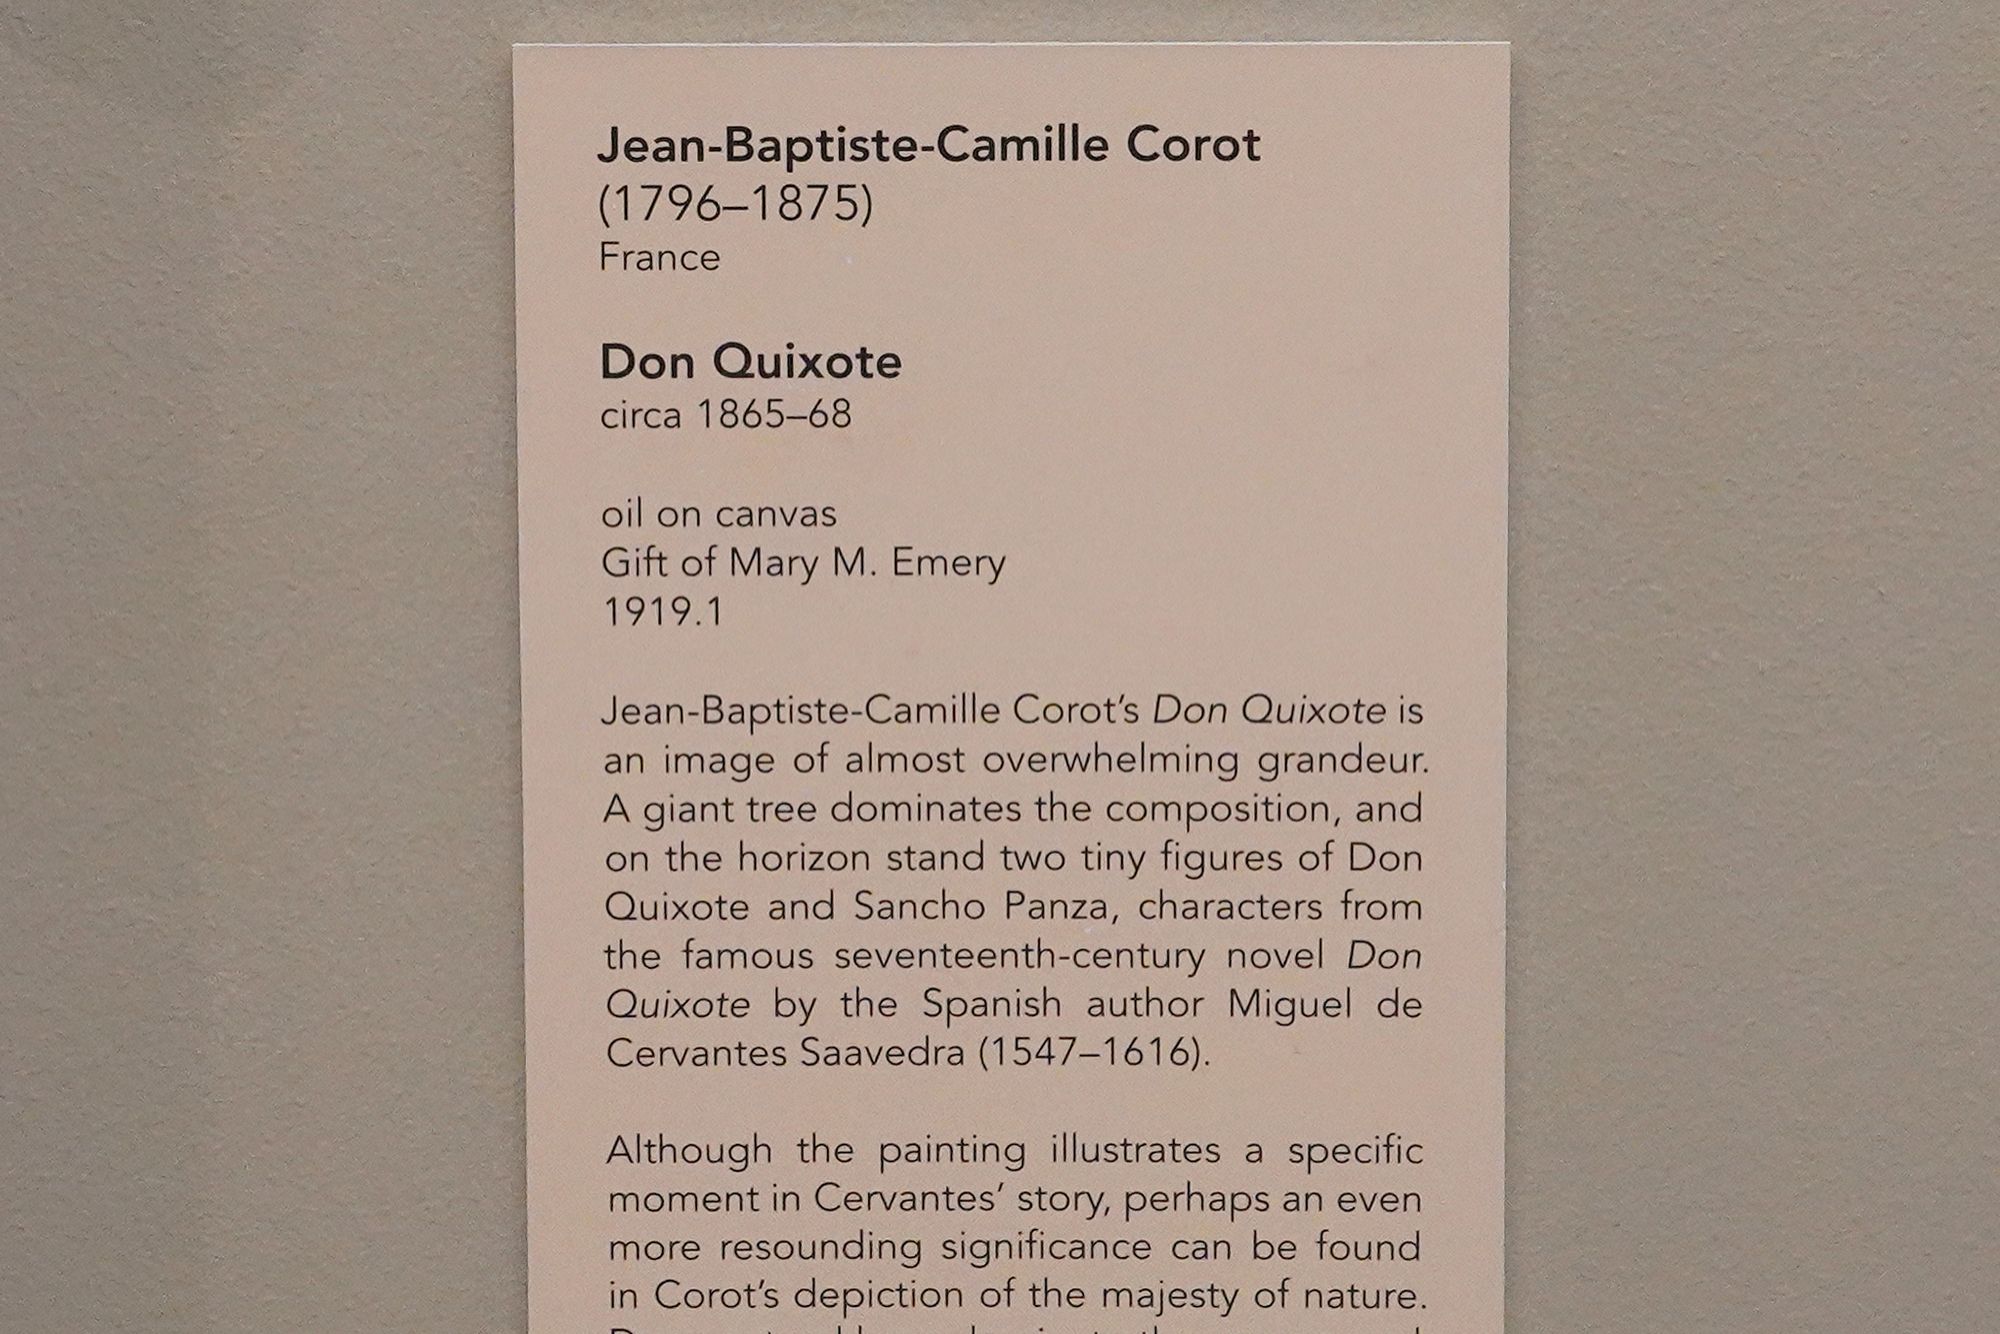 Jean-Baptiste-Camille Corot
(1796–1875)
France
Don Quixote
circa 1865–68
oil on canvas
Gift of Mary M. Emery
1919.1
Jean-Baptiste-Camille Corot’s Don Quixote is
an image of almost overwhelming grandeur.
A giant tree dominates the composition, and
on the horizon stand two tiny figures of Don
Quixote and Sancho Panza, characters from
the famous seventeenth-century novel Don
Quixote by the Spanish author Miguel de
Cervantes Saavedra (1547–1616).
Although the painting illustrates a specific
moment in Cervantes’ story, perhaps an even
more resounding significance can be found
in Corot’s depiction of the majesty of nature.